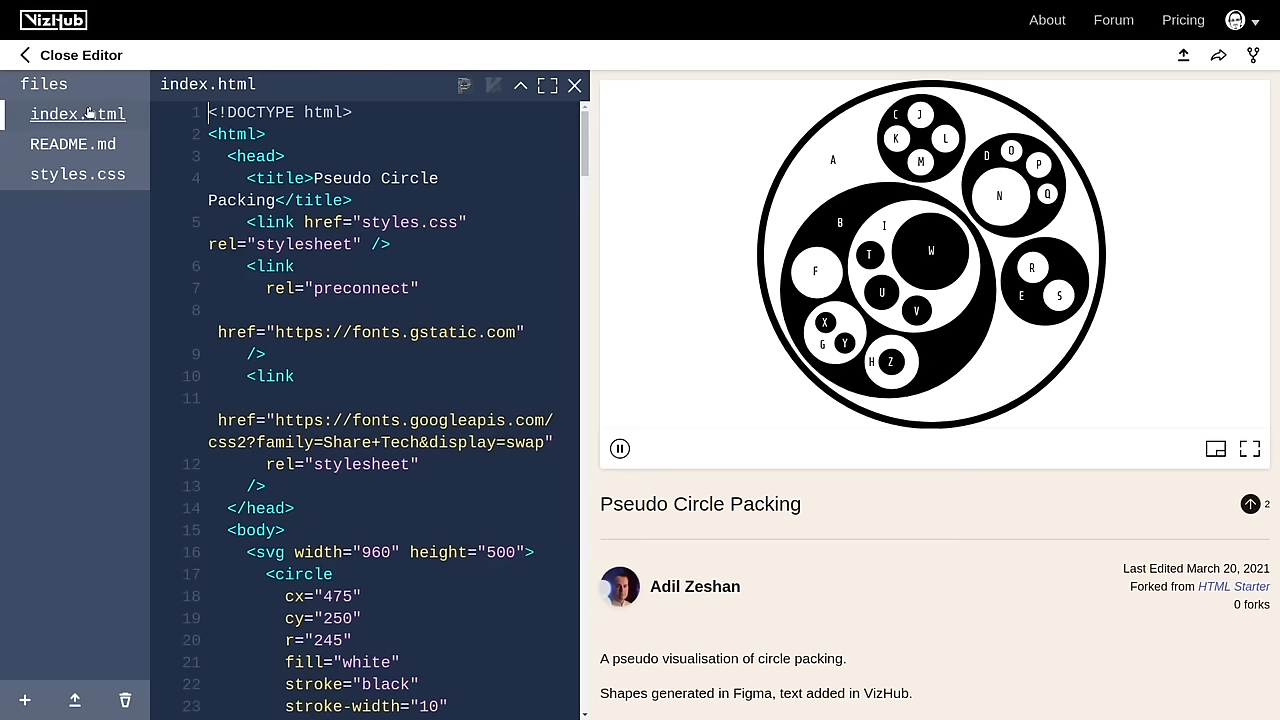 VizHub
About Forum Pricing
Close Editor
files
index.html
README.md
styles.css
index.html
1 <!DOCTYPE html>
2 <html>
3 <head>
4 <title>Pseudo Circle
Packing</title>
5 <link href="styles.css"
rel="stylesheet" />
6 <link
7 rel="preconnect"
8
href="https://fonts.gstatic.com"
9 />
10 <link
11
href="https://fonts.googleapis.com/
css2?family=Share+Tech&display=swap"
12 rel="stylesheet"
13 />
14 </head>
15 <body>
16 <svg width="960" height="500">
17 <circle
18 cx="475"
19 cy="250"
20 r="245"
21 fill="white"
22 stroke="black"
23 stroke-width="10"
C J
K L
M
A
D O P
N Q
B I
W
T
F
U
V
X
G Y
H Z
R
E S
Pseudo Circle Packing
2
Adil Zeshan
Last Edited March 20, 2021
Forked from HTML Starter
0 forks
A pseudo visualisation of circle packing.
Shapes generated in Figma, text added in VizHub.